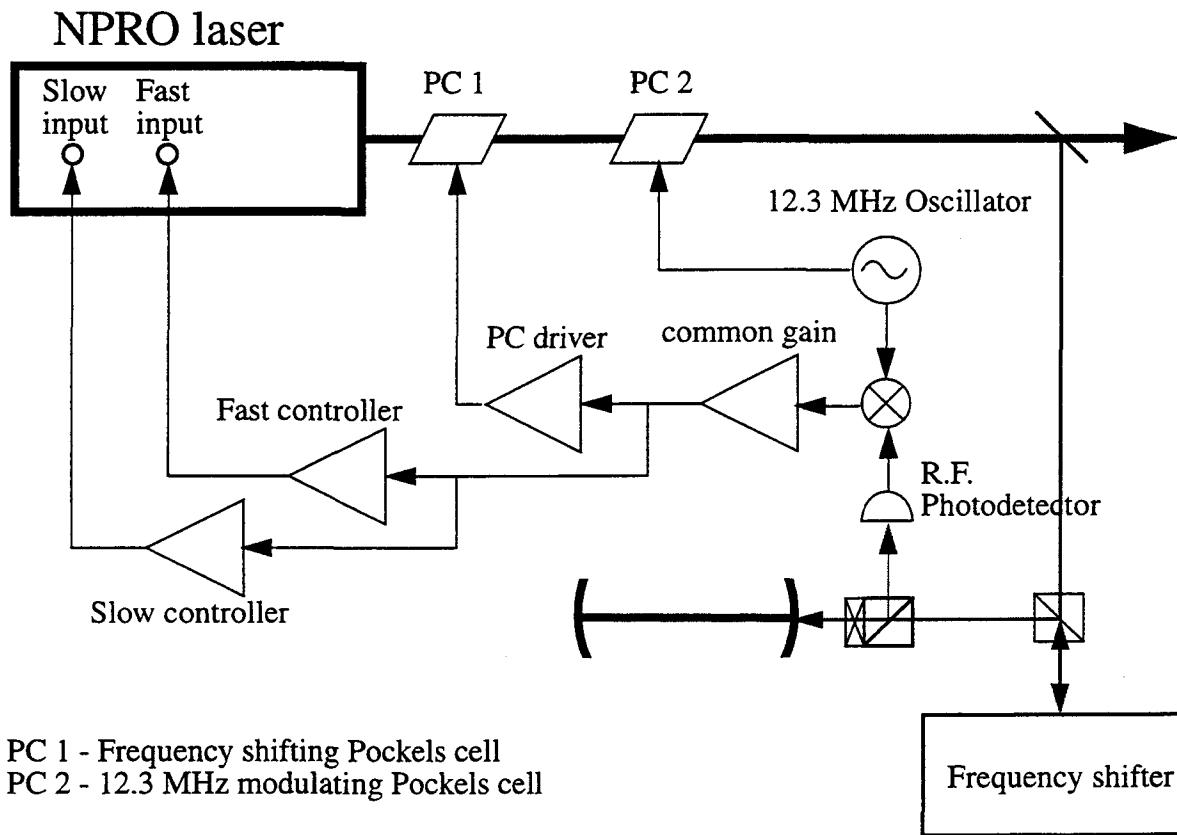 NPRO laser
Slow
input
Fast
input
PC 1
PC 2
12.3 MHz Oscillator
PC driver
common gain
Fast controller
R.F.
Photodetector
Slow controller
PC 1 - Frequency shifting Pockels cell
PC 2 - 12.3 MHz modulating Pockels cell
Frequency shifter